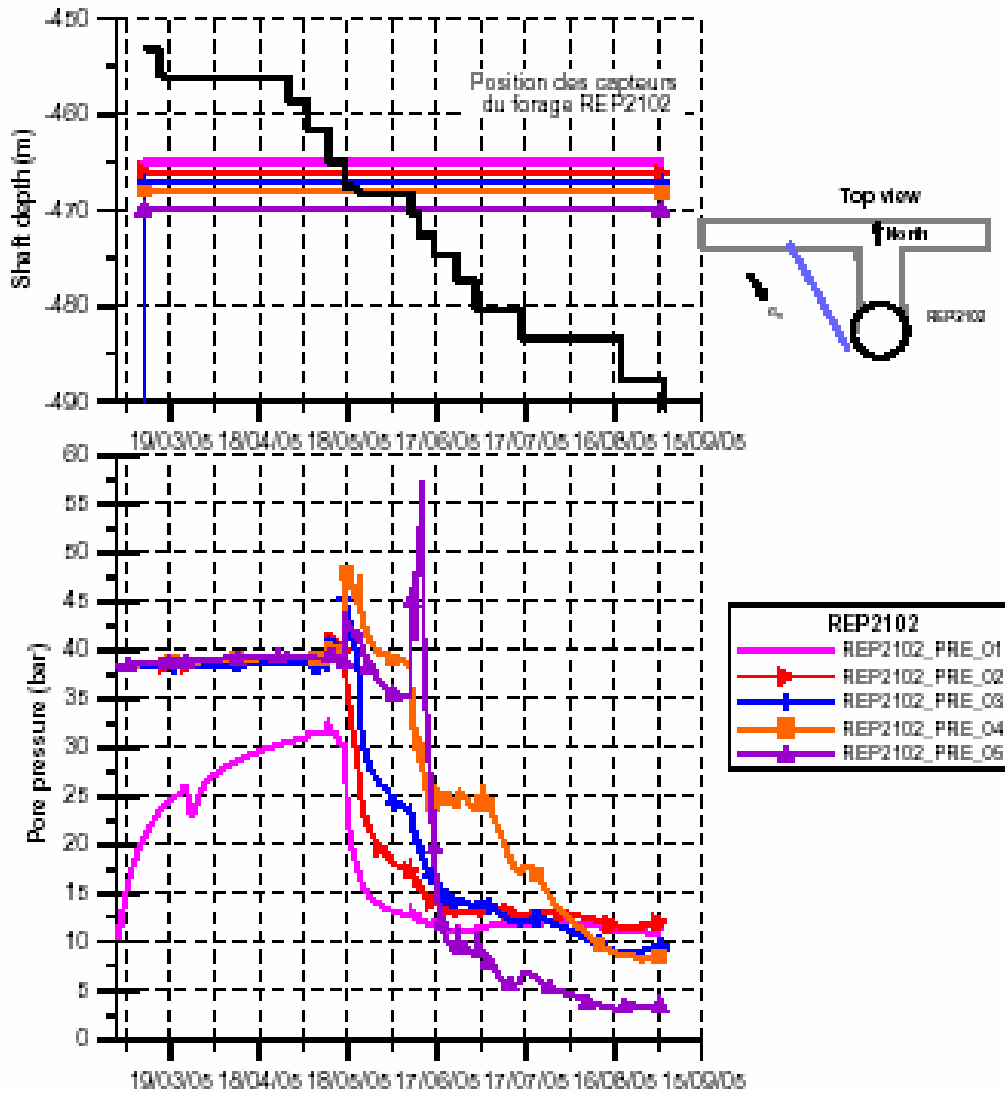 -450
-460
-470
-480
-490
Shaft depth (m)
Position des capteurs
du forage REP2102
19/03/05 18/04/05 18/05/05 17/06/05 17/07/05 16/08/05 15/09/05
Top view
North
REP2102
60
55
50
45
40
35
30
25
20
15
10
5
0
Pore pressure (bar)
19/03/05 18/04/05 18/05/05 17/06/05 17/07/05 16/08/05 15/09/05
REP2102
REP2102_PRE_01
REP2102_PRE_02
REP2102_PRE_03
REP2102_PRE_04
REP2102_PRE_05